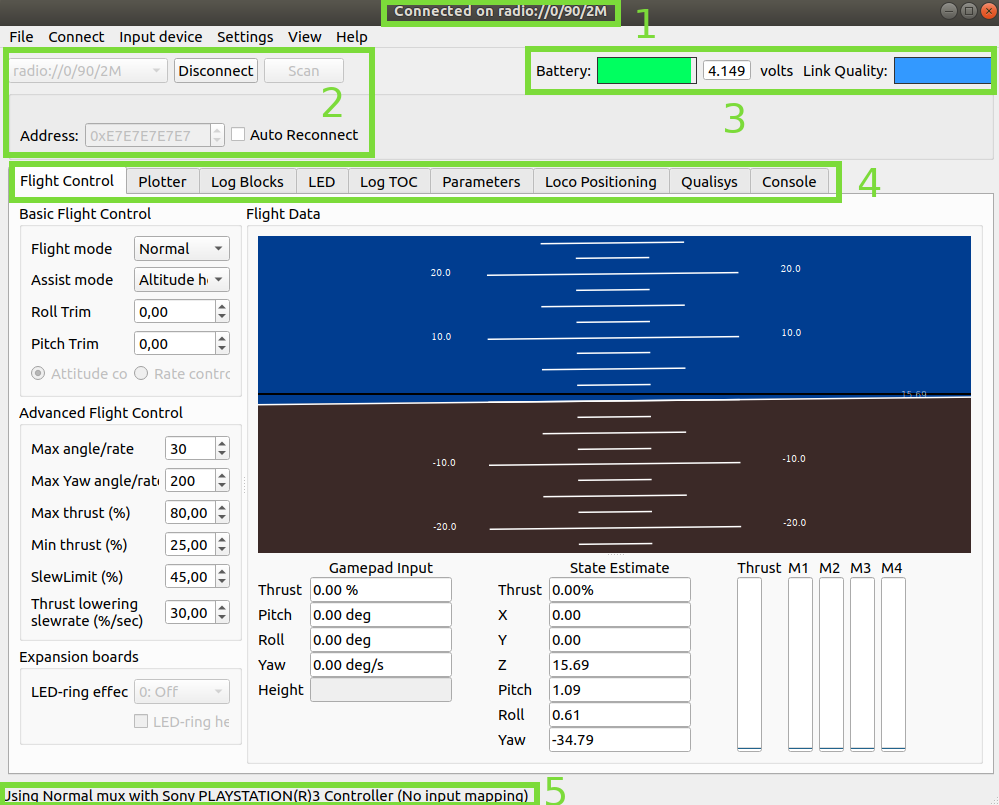 Connected on radio://0/90/2M
1
File Connect Input device Settings View Help
radio://0/90/2M Disconnect Scan
2
Address: 0xE7E7E7E7E7 Auto Reconnect
Battery: 4.149 volts Link Quality:
3
Flight Control Plotter Log Blocks LED Log TOC Parameters Loco Positioning Qualisys Console
4
Basic Flight Control
Flight mode Normal
Assist mode Altitude h
Roll Trim 0,00
Pitch Trim 0,00
Attitude co Rate contro
Advanced Flight Control
Max angle/rate 30
Max Yaw angle/rate 200
Max thrust (%) 80,00
Min thrust (%) 25,00
SlewLimit (%) 45,00
Thrust lowering
slewrate (%/sec) 30,00
Expansion boards
LED-ring effec 0: Off
LED-ring he
Flight Data
20.0 20.0
10.0 10.0
15.69
-10.0 -10.0
-20.0 -20.0
Gamepad Input
Thrust 0.00 %
Pitch 0.00 deg
Roll 0.00 deg
Yaw 0.00 deg/s
Height
State Estimate
Thrust 0.00%
X 0.00
Y 0.00
Z 15.69
Pitch 1.09
Roll 0.61
Yaw -34.79
Thrust M1 M2 M3 M4
Using Normal mux with Sony PLAYSTATION(R)3 Controller (No input mapping)
5